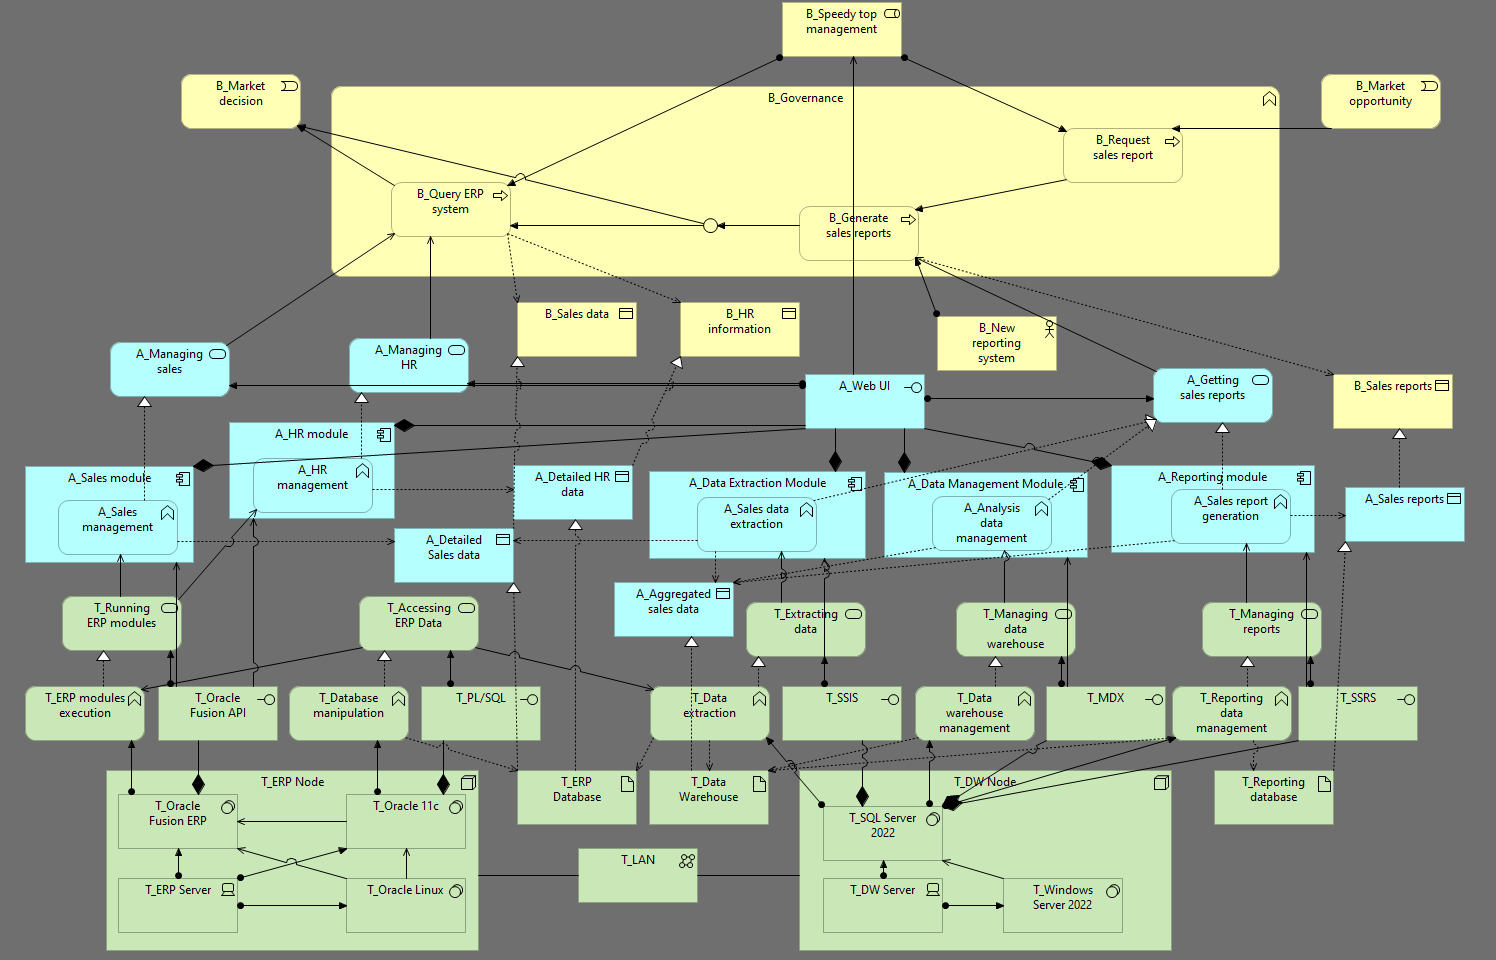 B_Speedy top
management
B_Market
decision
B_Governance
B_Market
opportunity
B_Request
sales report
B_Query ERP
system
B_Generate
sales reports
B_Sales data
B_HR
information
B_New
reporting
system
A_Managing
sales
A_Managing
HR
A_Web UI
A_Getting
sales reports
B_Sales reports
A_HR module
A_HR
management
A_Sales module
A_Sales
management
A_Detailed HR
data
A_Detailed
Sales data
A_Data Extraction Module
A_Sales data
extraction
A_Data Management Module
A_Analysis
data
management
A_Reporting module
A_Sales report
generation
A_Sales reports
A_Aggregated
sales data
T_Running
ERP modules
T_Accessing
ERP Data
T_Extracting
data
T_Managing
data
warehouse
T_Managing
reports
T_ERP modules
execution
T_Oracle
Fusion API
T_Database
manipulation
T_PL/SQL
T_Data
extraction
T_SSIS
T_Data
warehouse
management
T_MDX
T_Reporting
data
management
T_SSRS
T_ERP Node
T_Oracle
Fusion ERP
T_Oracle 11c
T_ERP
Database
T_Data
Warehouse
T_DW Node
T_SQL Server
2022
T_Reporting
database
T_LAN
T_ERP Server
T_Oracle Linux
T_DW Server
T_Windows
Server 2022